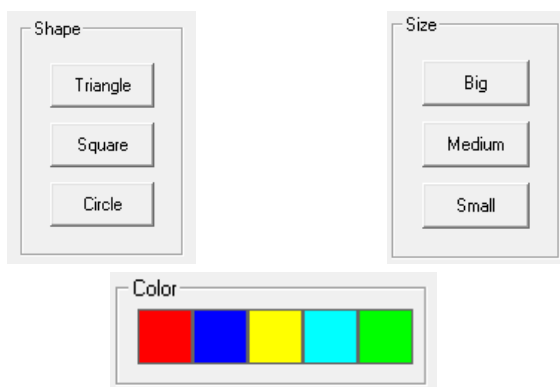 Shape
Triangle
Square
Circle
Size
Big
Medium
Small
Color